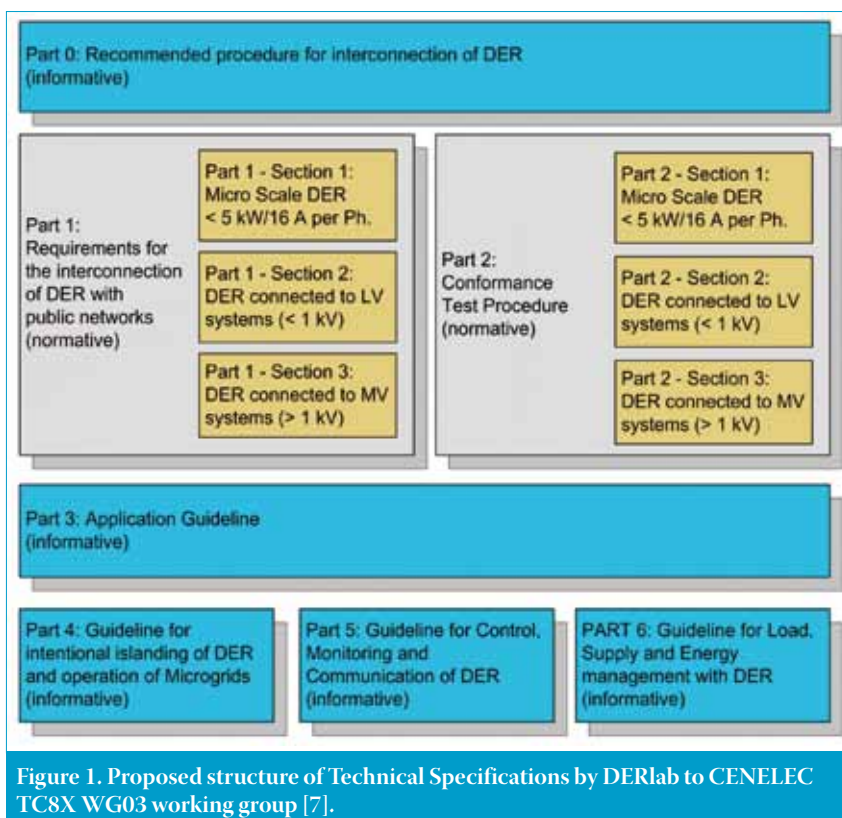 Part 0: Recommended procedure for interconnection of DER
(informative)
Part 1:
Requirements for
the interconnection
of DER with
public networks
(normative)
Part 1 - Section 1:
Micro Scale DER
< 5 kW/16 A per Ph.
Part 1 - Section 2:
DER connected to LV
systems (< 1 kV)
Part 1 - Section 3:
DER connected to MV
systems (> 1 kV)
Part 2:
Conformance
Test Procedure
(normative)
Part 2 - Section 1:
Micro Scale DER
< 5 kW/16 A per Ph.
Part 2 - Section 2:
DER connected to LV
systems (< 1 kV)
Part 2 - Section 3:
DER connected to MV
systems (> 1 kV)
Part 3: Application Guideline
(informative)
Part 4: Guideline for
intentional islanding of DER
and operation of Microgrids
(informative)
Part 5: Guideline for Control,
Monitoring and
Communication of DER
(informative)
PART 6: Guideline for Load,
Supply and Energy
management with DER
(informative)
Figure 1. Proposed structure of Technical Specifications by DERlab to CENELEC
TC8X WG03 working group [7].